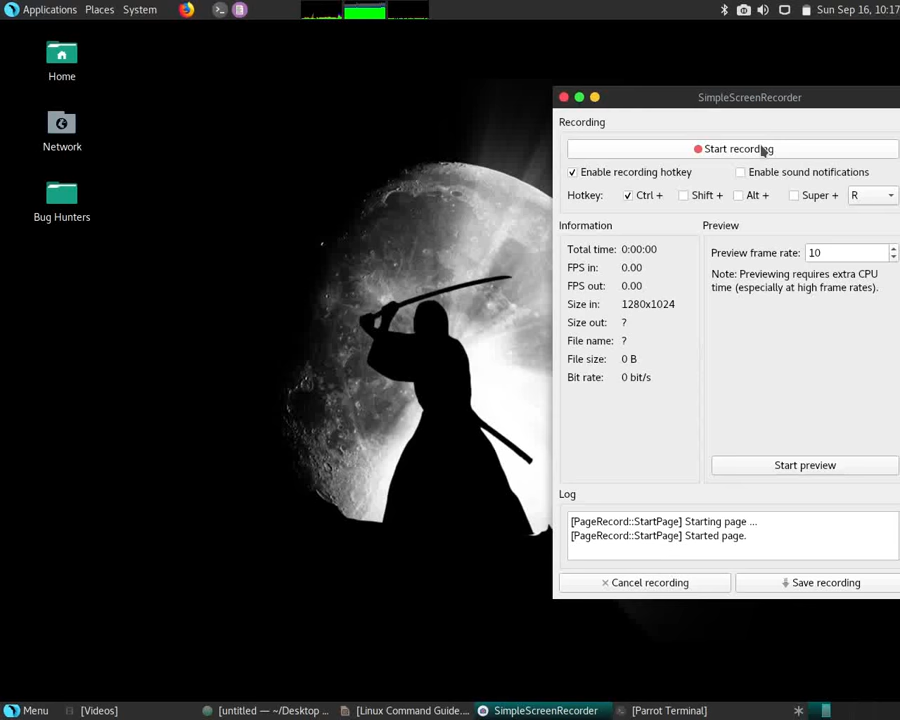 Applications Places System
Sun Sep 16, 10:17
Home
Network
Bug Hunters
SimpleScreenRecorder
Recording
Start recording
Enable recording hotkey
Enable sound notifications
Hotkey: Ctrl + Shift + Alt + Super + R
Information
Total time: 0:00:00
FPS in: 0.00
FPS out: 0.00
Size in: 1280x1024
Size out: ?
File name: ?
File size: 0 B
Bit rate: 0 bit/s
Preview
Preview frame rate: 10
Note: Previewing requires extra CPU
time (especially at high frame rates).
Start preview
Log
[PageRecord::StartPage] Starting page ...
[PageRecord::StartPage] Started page.
Cancel recording
Save recording
Menu [Videos] [untitled — ~/Desktop ... [Linux Command Guide.... SimpleScreenRecorder [Parrot Terminal]